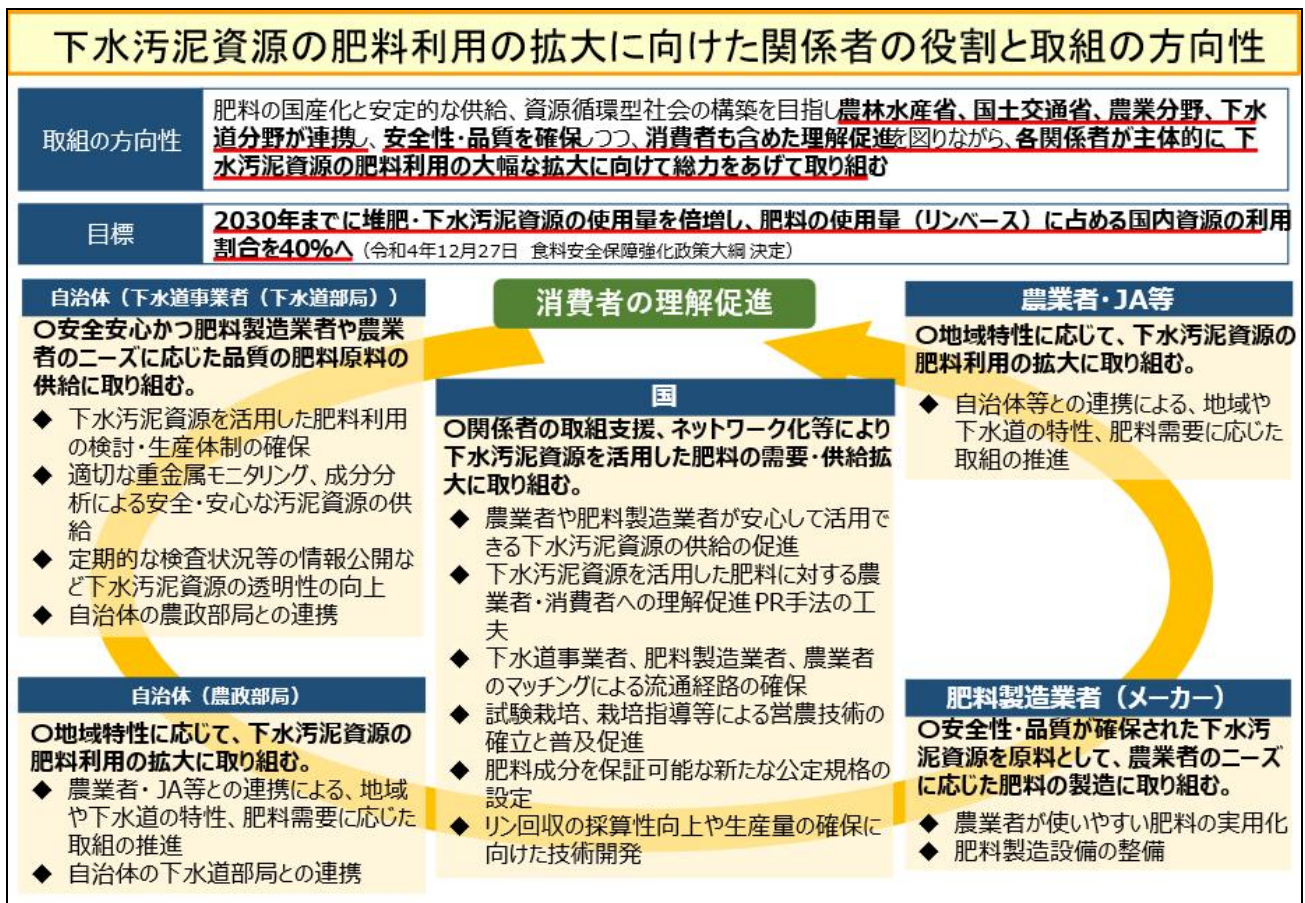 下水汚泥資源の肥料利用の拡大に向けた関係者の役割と取組の方向性
取組の方向性
肥料の国産化と安定的な供給、資源循環型社会の構築を目指し農林水産省、国土交通省、農業分野、下水
道分野が連携し、安全性・品質を確保しつつ、消費者も含めた理解促進を図りながら、各関係者が主体的に、下
水汚泥資源の肥料利用の大幅な拡大に向けて総力をあげて取り組む
目標
2030年までに堆肥・下水汚泥資源の使用量を倍増し、肥料の使用量（リンベース）に占める国内資源の利用
割合を40%へ（令和4年12月27日 食料安全保障強化政策大綱 決定）
自治体（下水道事業者（下水道部局））
〇安全安心かつ肥料製造業者や農業
者のニーズに応じた品質の肥料原料の
供給に取り組む。
◆ 下水汚泥資源を活用した肥料利用
の検討・生産体制の確保
◆ 適切な重金属モニタリング、成分分
析による安全・安心な汚泥資源の供
給
◆ 定期的な検査状況等の情報公開な
ど下水汚泥資源の透明性の向上
◆ 自治体の農政部局との連携
自治体（農政部局）
〇地域特性に応じて、下水汚泥資源の
肥料利用の拡大に取り組む。
◆ 農業者・JA等との連携による、地域
や下水道の特性、肥料需要に応じた
取組の推進
◆ 自治体の下水道部局との連携
消費者の理解促進
国
〇関係者の取組支援、ネットワーク化等により
下水汚泥資源を活用した肥料の需要・供給拡
大に取り組む。
◆ 農業者や肥料製造業者が安心して活用で
きる下水汚泥資源の供給の促進
◆ 下水汚泥資源を活用した肥料に対する農
業者・消費者への理解促進PR手法の工
夫
◆ 下水道事業者、肥料製造業者、農業者
のマッチングによる流通経路の確保
◆ 試験栽培、栽培指導等による営農技術の
確立と普及促進
◆ 肥料成分を保証可能な新たな公定規格の
設定
◆ リン回収の採算性向上や生産量の確保に
向けた技術開発
農業者・JA等
〇地域特性に応じて、下水汚泥資源の
肥料利用の拡大に取り組む。
◆ 自治体等との連携による、地域や
下水道の特性、肥料需要に応じた
取組の推進
肥料製造業者（メーカー）
〇安全性・品質が確保された下水汚
泥資源を原料として、農業者のニーズ
に応じた肥料の製造に取り組む。
◆ 農業者が使いやすい肥料の実用化
◆ 肥料製造設備の整備